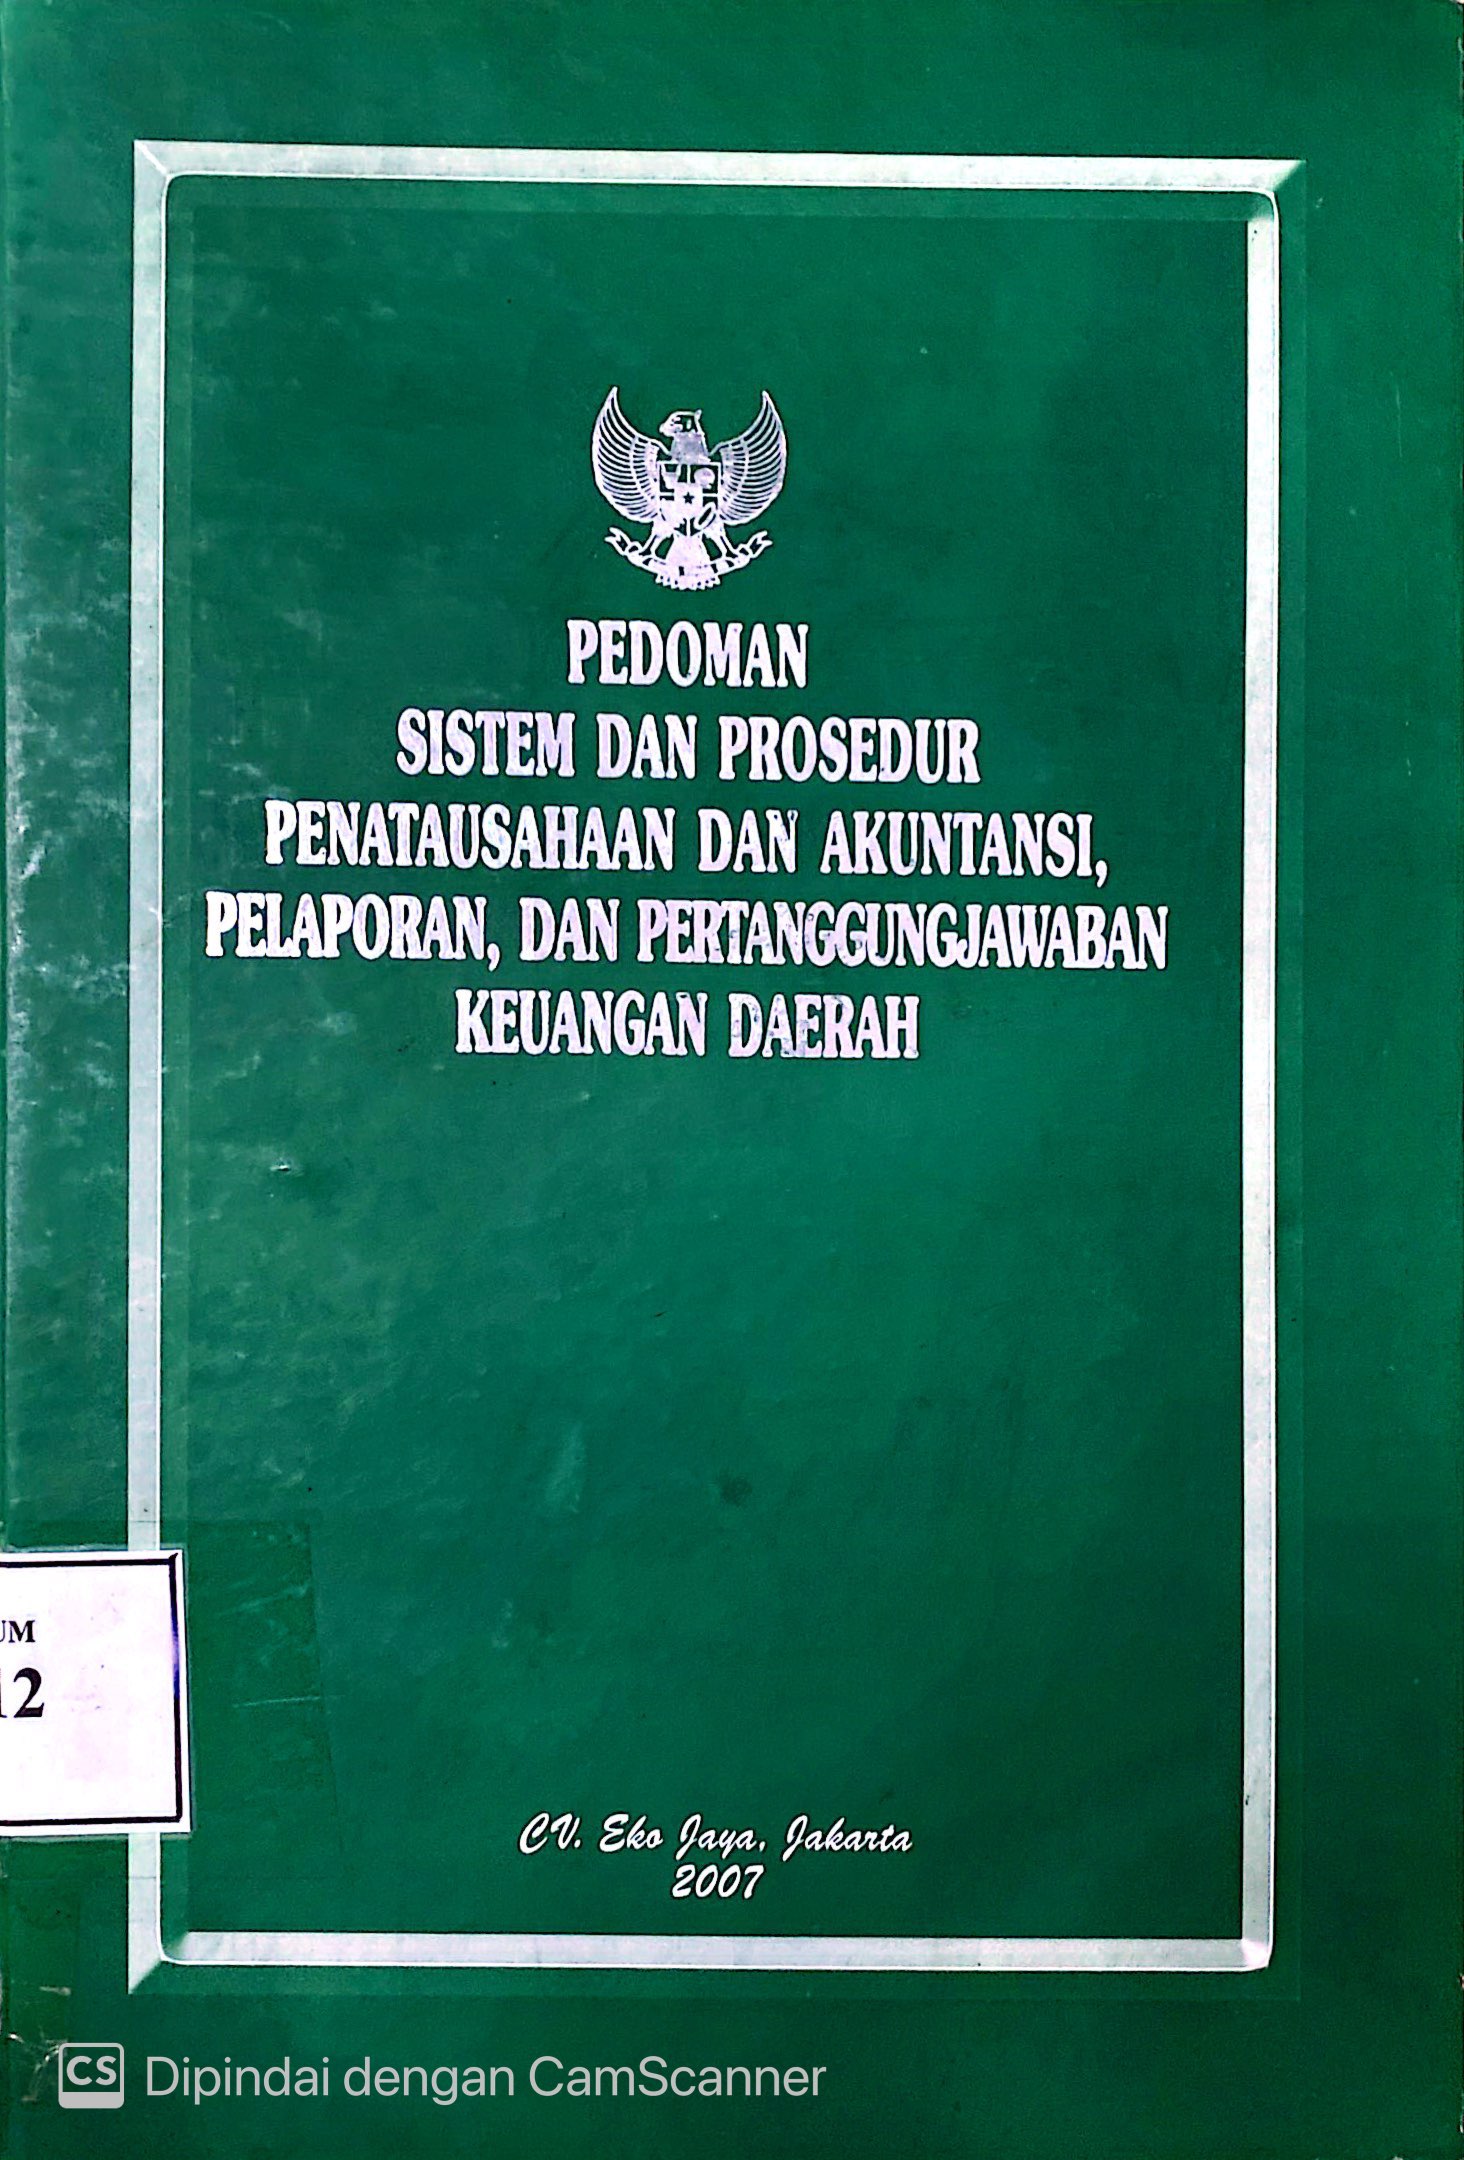 PEDOMAN
SISTEM DAN PROSEDUR
PENATAUSAHAAN DAN AKUNTANSI,
PELAPORAN, DAN PERTANGGUNGJAWABAN
KEUANGAN DAERAH
UM
12
CV. Eko Jaya, Jakarta
2007
CS Dipindai dengan CamScanner